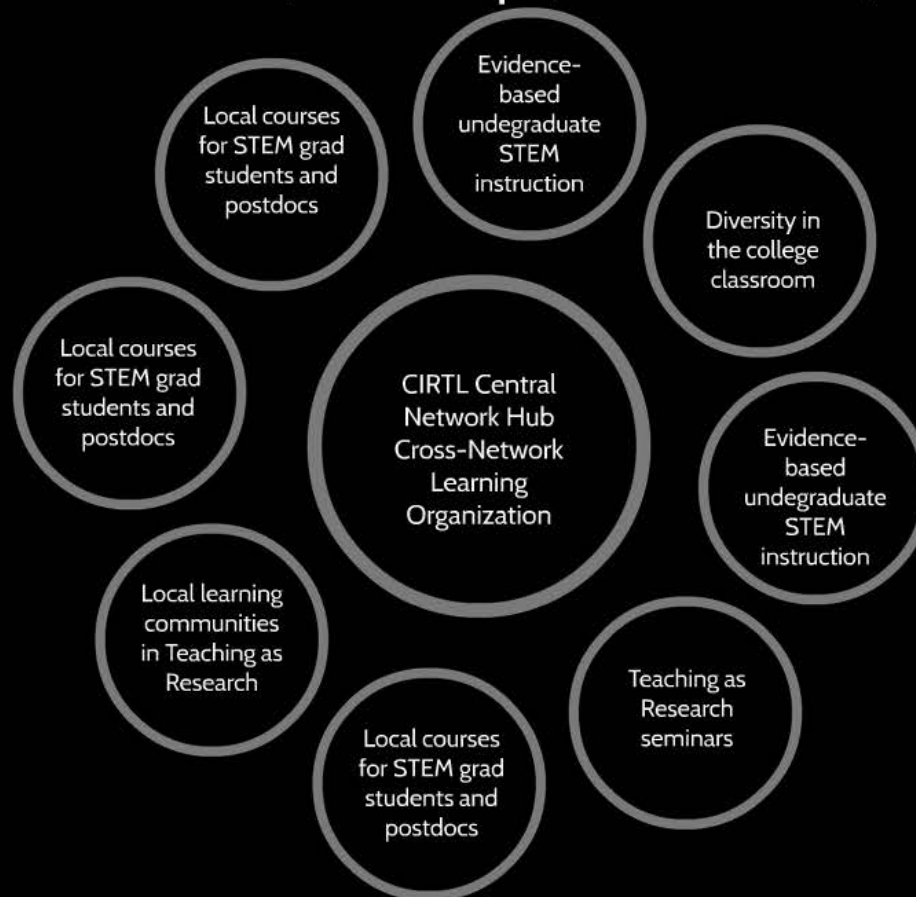 Evidence-
based
undegraduate
STEM
instruction
Local courses
for STEM grad
students and
postdocs
Diversity in
the college
classroom
Local courses
for STEM grad
students and
postdocs
CIRTL Central
Network Hub
Cross-Network
Learning
Organization
Evidence-
based
undegraduate
STEM
instruction
Local learning
communities
in Teaching as
Research
Teaching as
Research
seminars
Local courses
for STEM grad
students and
postdocs